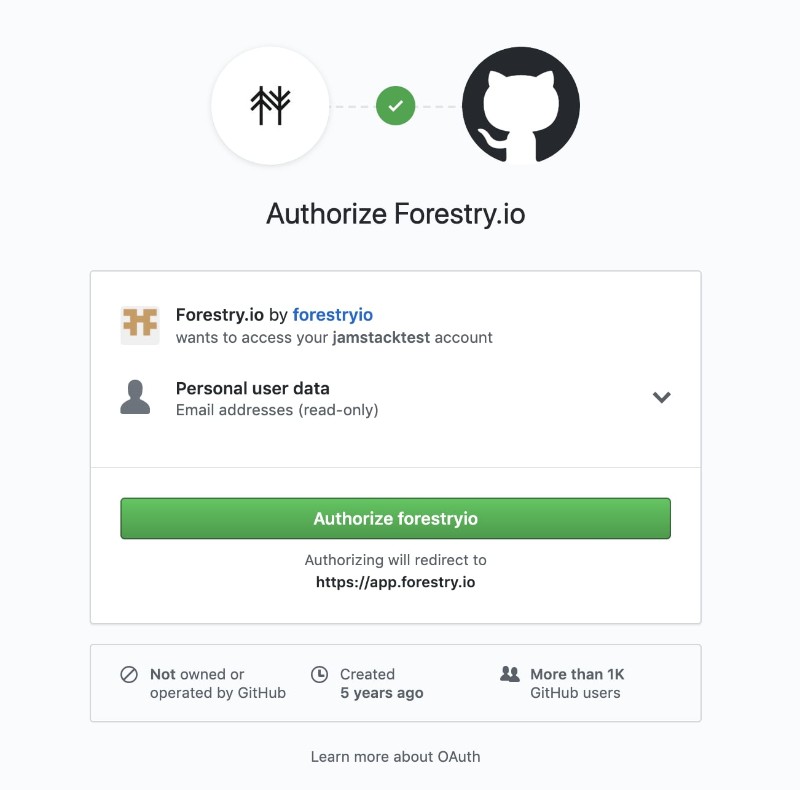 Authorize Forestry.io
Forestry.io by forestryio
wants to access your jamstacktest account
Personal user data
Email addresses (read-only)
Authorize forestryio
Authorizing will redirect to
https://app.forestry.io
Not owned or
operated by GitHub
Created
5 years ago
More than 1K
GitHub users
Learn more about OAuth